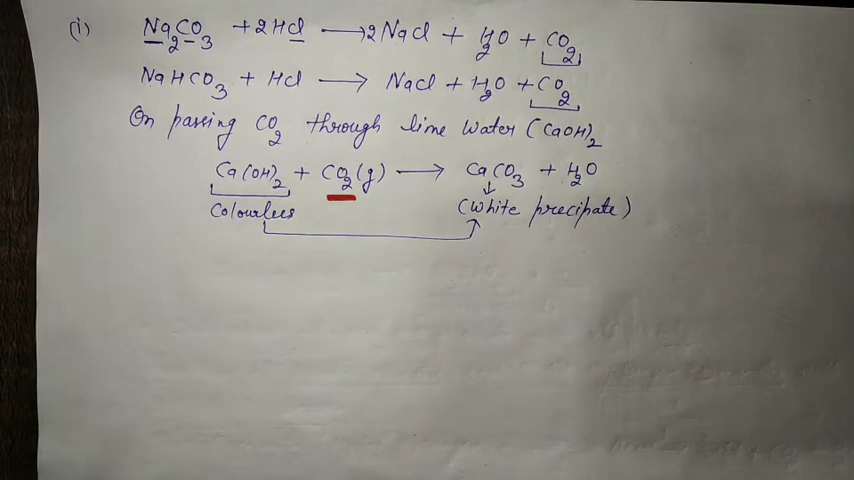 (i) Na₂CO₃ + 2HCl ⟶ 2NaCl + H₂O + CO₂
NaHCO₃ + HCl ⟶ NaCl + H₂O + CO₂
On passing CO₂ through lime water (CaOH)₂
Ca(OH)₂ + CO₂(g) ⟶ CaCO₃ + H₂O
Colourless (White precipate)